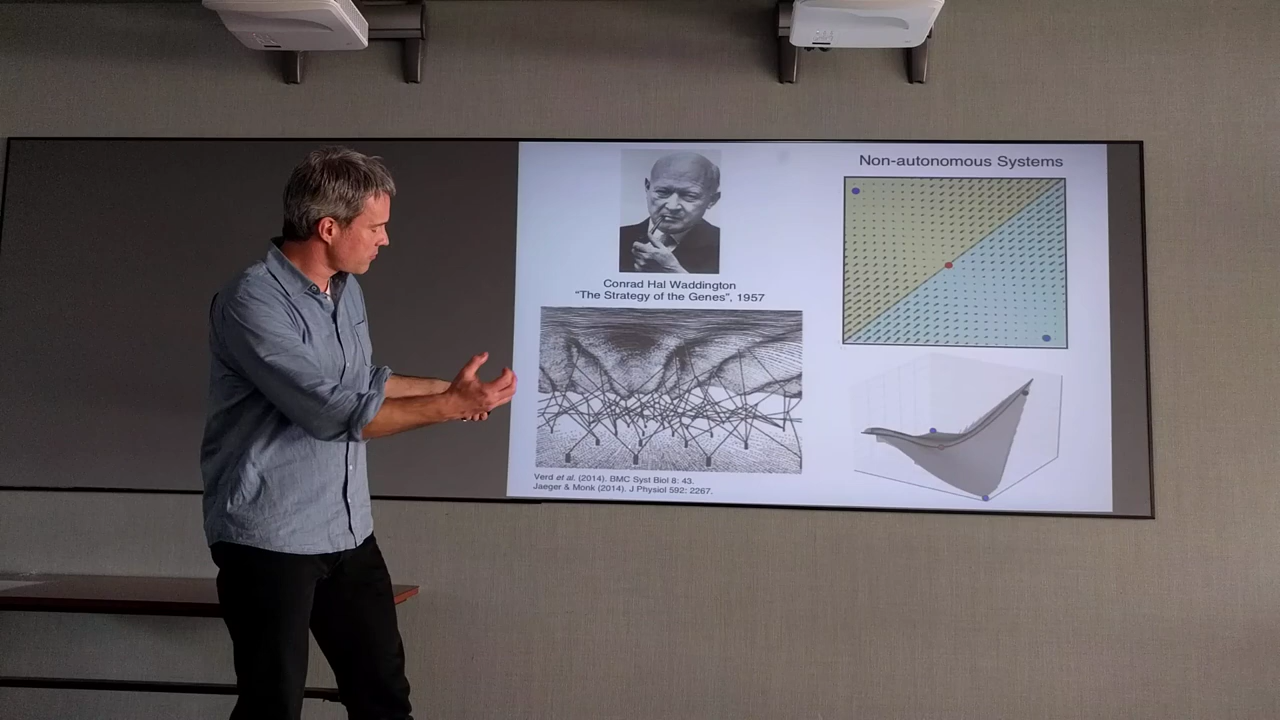 Conrad Hal Waddington
"The Strategy of the Genes", 1957
Verd et al. (2014). BMC Syst Biol 8: 43.
Jaeger & Monk (2014). J Physiol 592: 2267.
Non-autonomous Systems